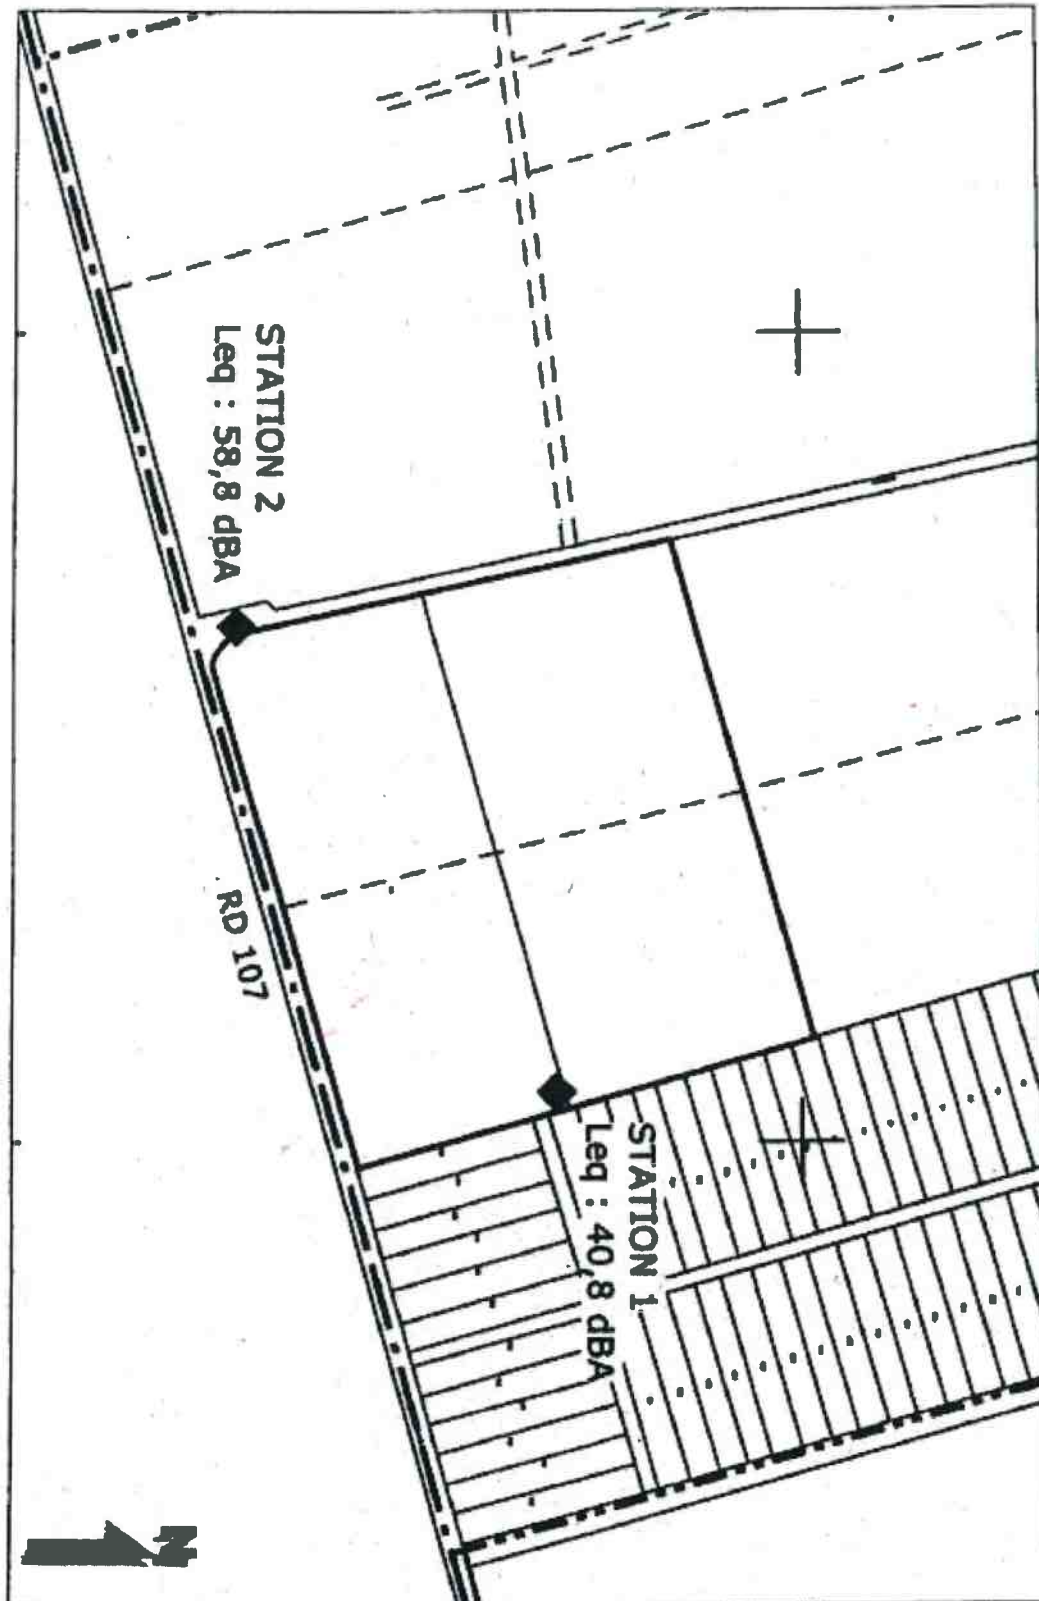 STATION 2
Leq : 58,8 dBA
STATION 1
Leq : 40,8 dBA
RD 107
N